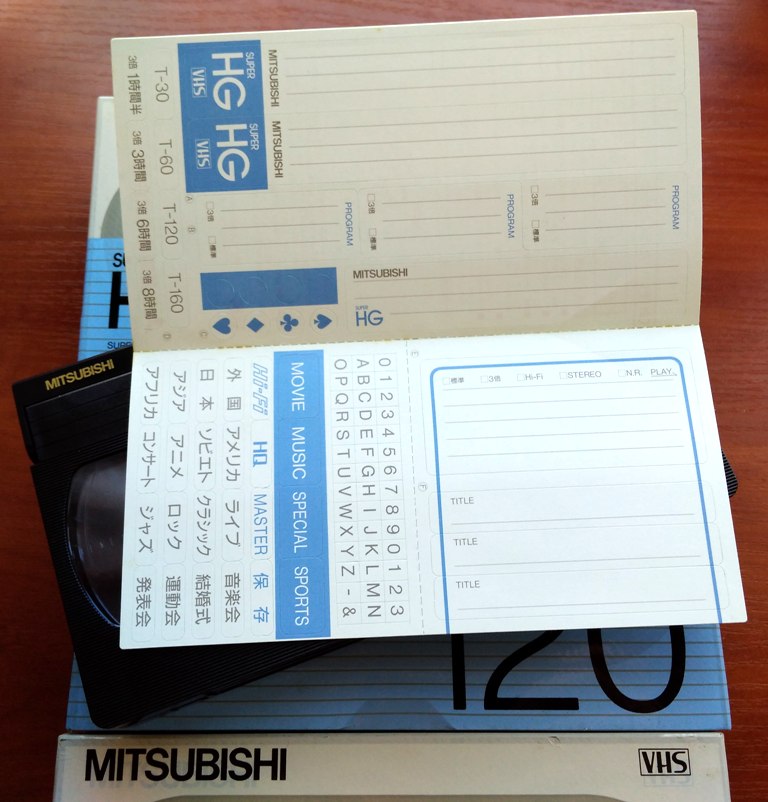 MITSUBISHI MITSUBISHI
SUPER HG VHS
SUPER HG VHS
T-30 T-60 T-120 T-160
3倍 1時間半 3倍 3時間 3倍 6時間 3倍 8時間
A B C D
PROGRAM
□3倍 □標準
PROGRAM
□3倍 □標準
PROGRAM
□3倍 □標準
MITSUBISHI
SUPER HG
♠ ♣ ♦ ♥
E
F
□標準 □3倍 □Hi-Fi □STEREO □N.R. PLAY
TITLE
TITLE
TITLE
0 1 2 3 4 5 6 7 8 9 0 1 2 3
A B C D E F G H I J K L M N
O P Q R S T U V W X Y Z - &
MOVIE MUSIC SPECIAL SPORTS
Hi-Fi HQ MASTER 保存
外国 アメリカ ライブ 音楽会
日本 ソビエト クラシック 結婚式
アジア アニメ ロック 運動会
アフリカ コンサート ジャズ 発表会
MITSUBISHI
120
MITSUBISHI
VHS